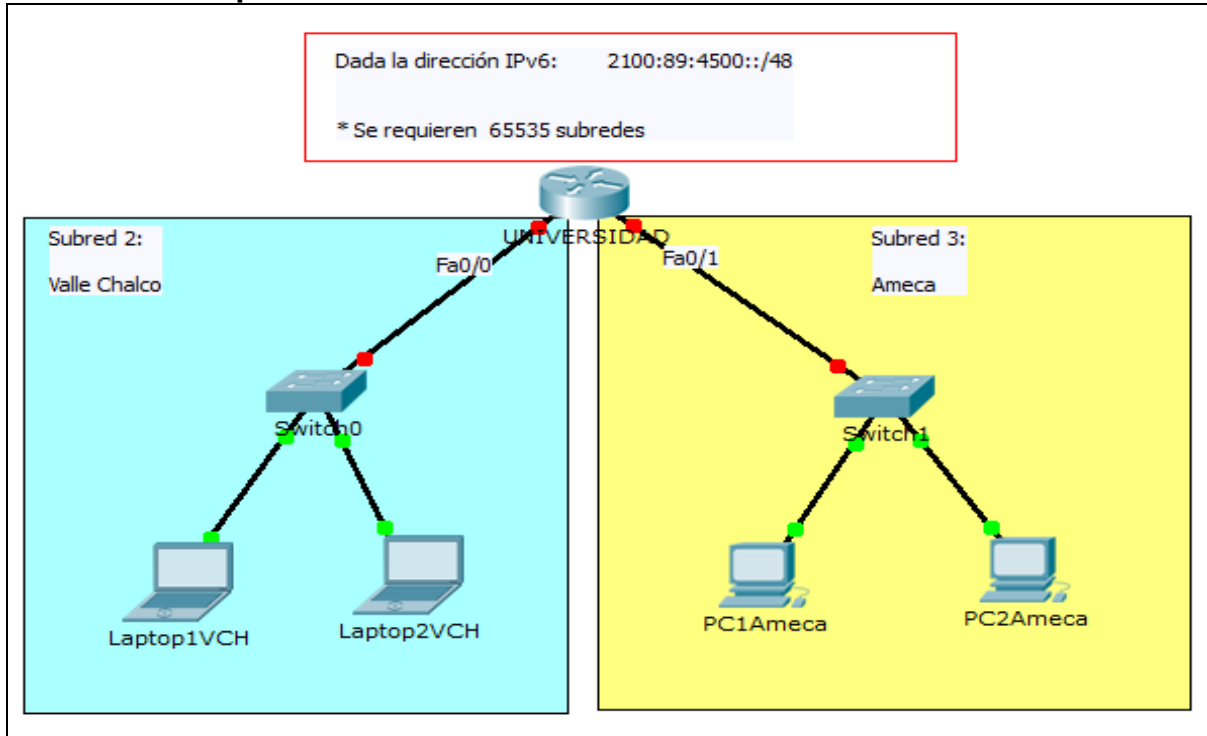 Dada la dirección IPv6: 2100:89:4500::/48
* Se requieren 65535 subredes
UNIVERSIDAD
Subred 2:
Valle Chalco
Fa0/0
Fa0/1
Subred 3:
Ameca
Switch0
Switch1
Laptop1VCH
Laptop2VCH
PC1Ameca
PC2Ameca